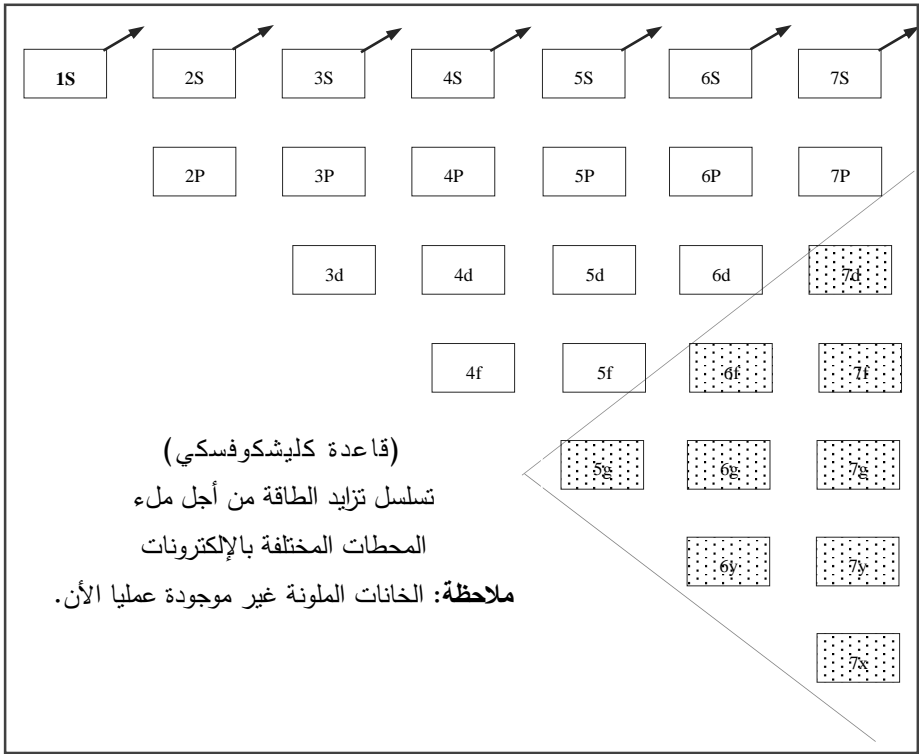 1S 2S 3S 4S 5S 6S 7S
2P 3P 4P 5P 6P 7P
3d 4d 5d 6d 7d
4f 5f 6f 7f
5g 6g 7g
6y 7y
7x
(قاعدة كليشكوفسكي)
تسلسل تزايد الطاقة من أجل ملء
المحطات المختلفة بالإلكترونات
ملاحظة: الخانات الملونة غير موجودة عمليا الأن.